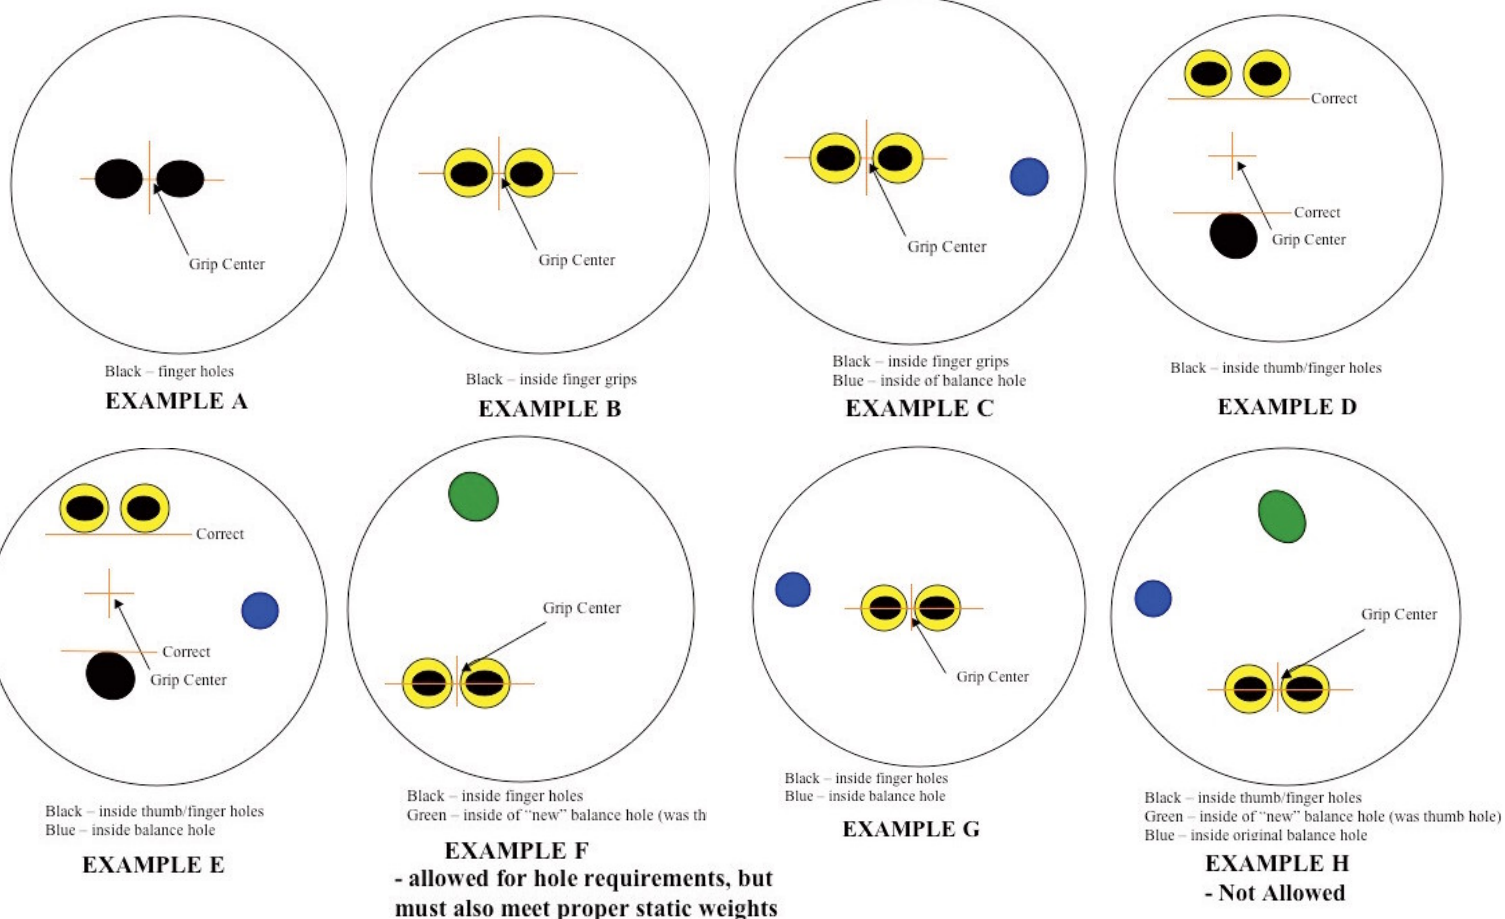 Grip Center
Black – finger holes
EXAMPLE A
Grip Center
Black – inside finger grips
EXAMPLE B
Grip Center
Black – inside finger grips
Blue – inside of balance hole
EXAMPLE C
Correct
Correct
Grip Center
Black – inside thumb/finger holes
EXAMPLE D
Correct
Correct
Grip Center
Black – inside thumb/finger holes
Blue – inside balance hole
EXAMPLE E
Grip Center
Black – inside finger holes
Green – inside of “new” balance hole (was th
EXAMPLE F
- allowed for hole requirements, but
must also meet proper static weights
Grip Center
Black – inside finger holes
Blue – inside balance hole
EXAMPLE G
Grip Center
Black – inside thumb/finger holes
Green – inside of “new” balance hole (was thumb hole)
Blue – inside original balance hole
EXAMPLE H
- Not Allowed